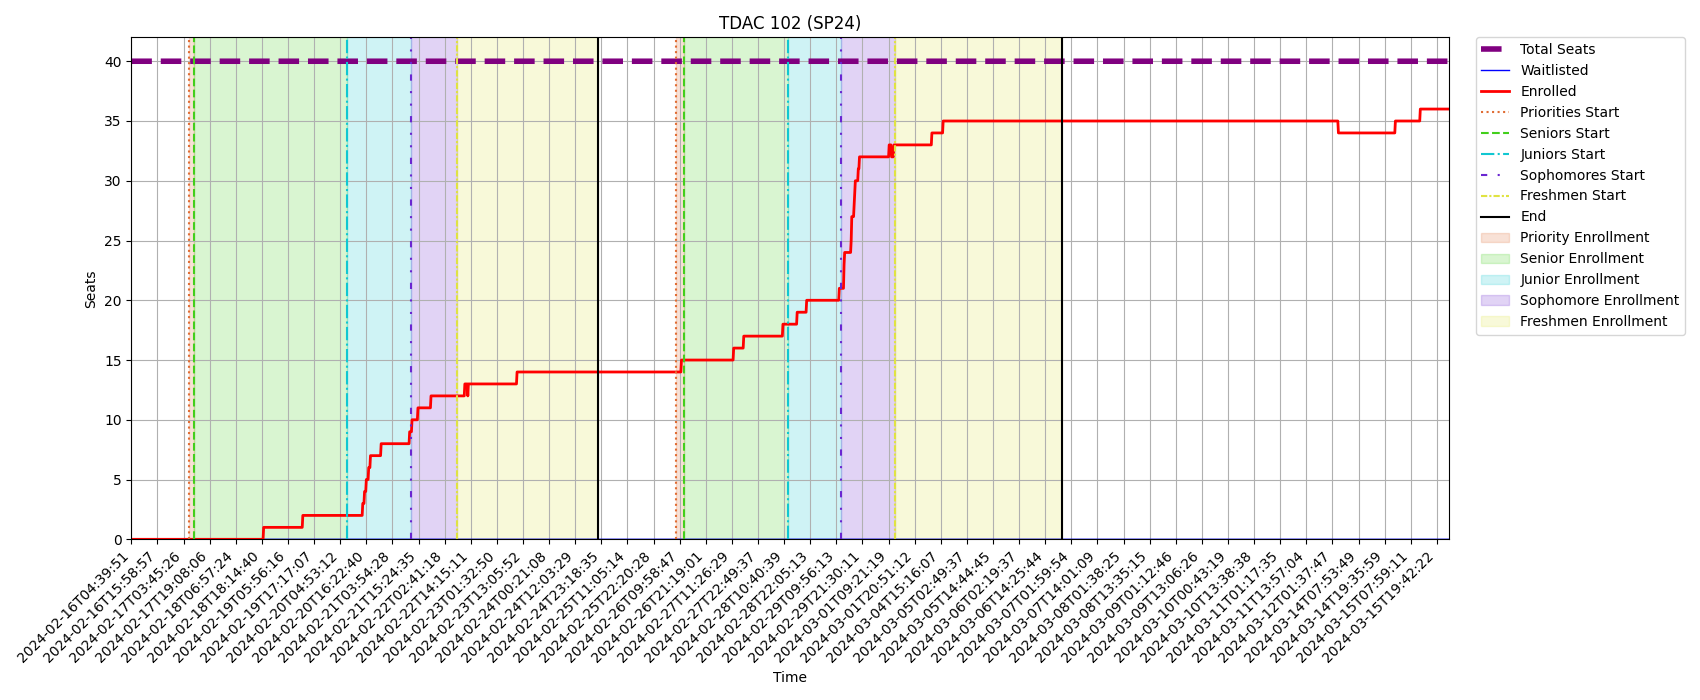 TDAC 102 (SP24)
Seats
40
35
30
25
20
15
10
5
0
2024-02-16T04:39:51
2024-02-16T15:58:57
2024-02-17T03:45:26
2024-02-17T19:08:06
2024-02-18T06:57:24
2024-02-18T18:14:40
2024-02-19T05:56:16
2024-02-19T17:17:07
2024-02-20T04:53:12
2024-02-20T16:22:40
2024-02-21T03:54:28
2024-02-21T15:24:35
2024-02-22T02:41:18
2024-02-22T14:15:11
2024-02-23T01:32:50
2024-02-23T13:05:52
2024-02-24T00:21:08
2024-02-24T12:03:29
2024-02-24T23:18:35
2024-02-25T11:05:14
2024-02-25T22:20:28
2024-02-26T09:58:47
2024-02-26T21:19:01
2024-02-27T11:26:29
2024-02-27T22:49:37
2024-02-28T10:40:39
2024-02-28T22:05:13
2024-02-29T09:56:13
2024-02-29T21:30:11
2024-03-01T09:21:19
2024-03-01T20:51:12
2024-03-04T15:16:07
2024-03-05T02:49:37
2024-03-05T14:44:45
2024-03-06T02:19:37
2024-03-06T14:25:44
2024-03-07T01:59:54
2024-03-07T14:01:09
2024-03-08T01:38:25
2024-03-08T13:35:15
2024-03-09T01:12:46
2024-03-09T13:06:26
2024-03-10T00:43:19
2024-03-10T13:38:38
2024-03-11T01:17:35
2024-03-11T13:57:04
2024-03-12T01:37:47
2024-03-14T07:53:49
2024-03-14T19:35:59
2024-03-15T07:59:11
2024-03-15T19:42:22
Time
Total Seats
Waitlisted
Enrolled
Priorities Start
Seniors Start
Juniors Start
Sophomores Start
Freshmen Start
End
Priority Enrollment
Senior Enrollment
Junior Enrollment
Sophomore Enrollment
Freshmen Enrollment